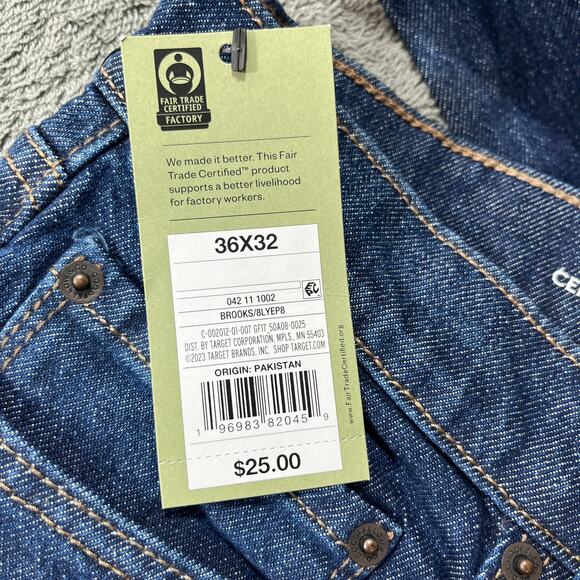 FAIR TRADE
CERTIFIED
FACTORY
We made it better. This Fair
Trade Certified™ product
supports a better livelihood
for factory workers.
36X32
042 11 1002
BROOKS/8LYEP8
C-002012-01-007 GF17 50A08-0025
DIST. BY TARGET CORPORATION, MPLS., MN 55403
©2023 TARGET BRANDS, INC. SHOP TARGET.COM
ORIGIN: PAKISTAN
1 96983 82045 9
$25.00
www.FairTradeCertified.org